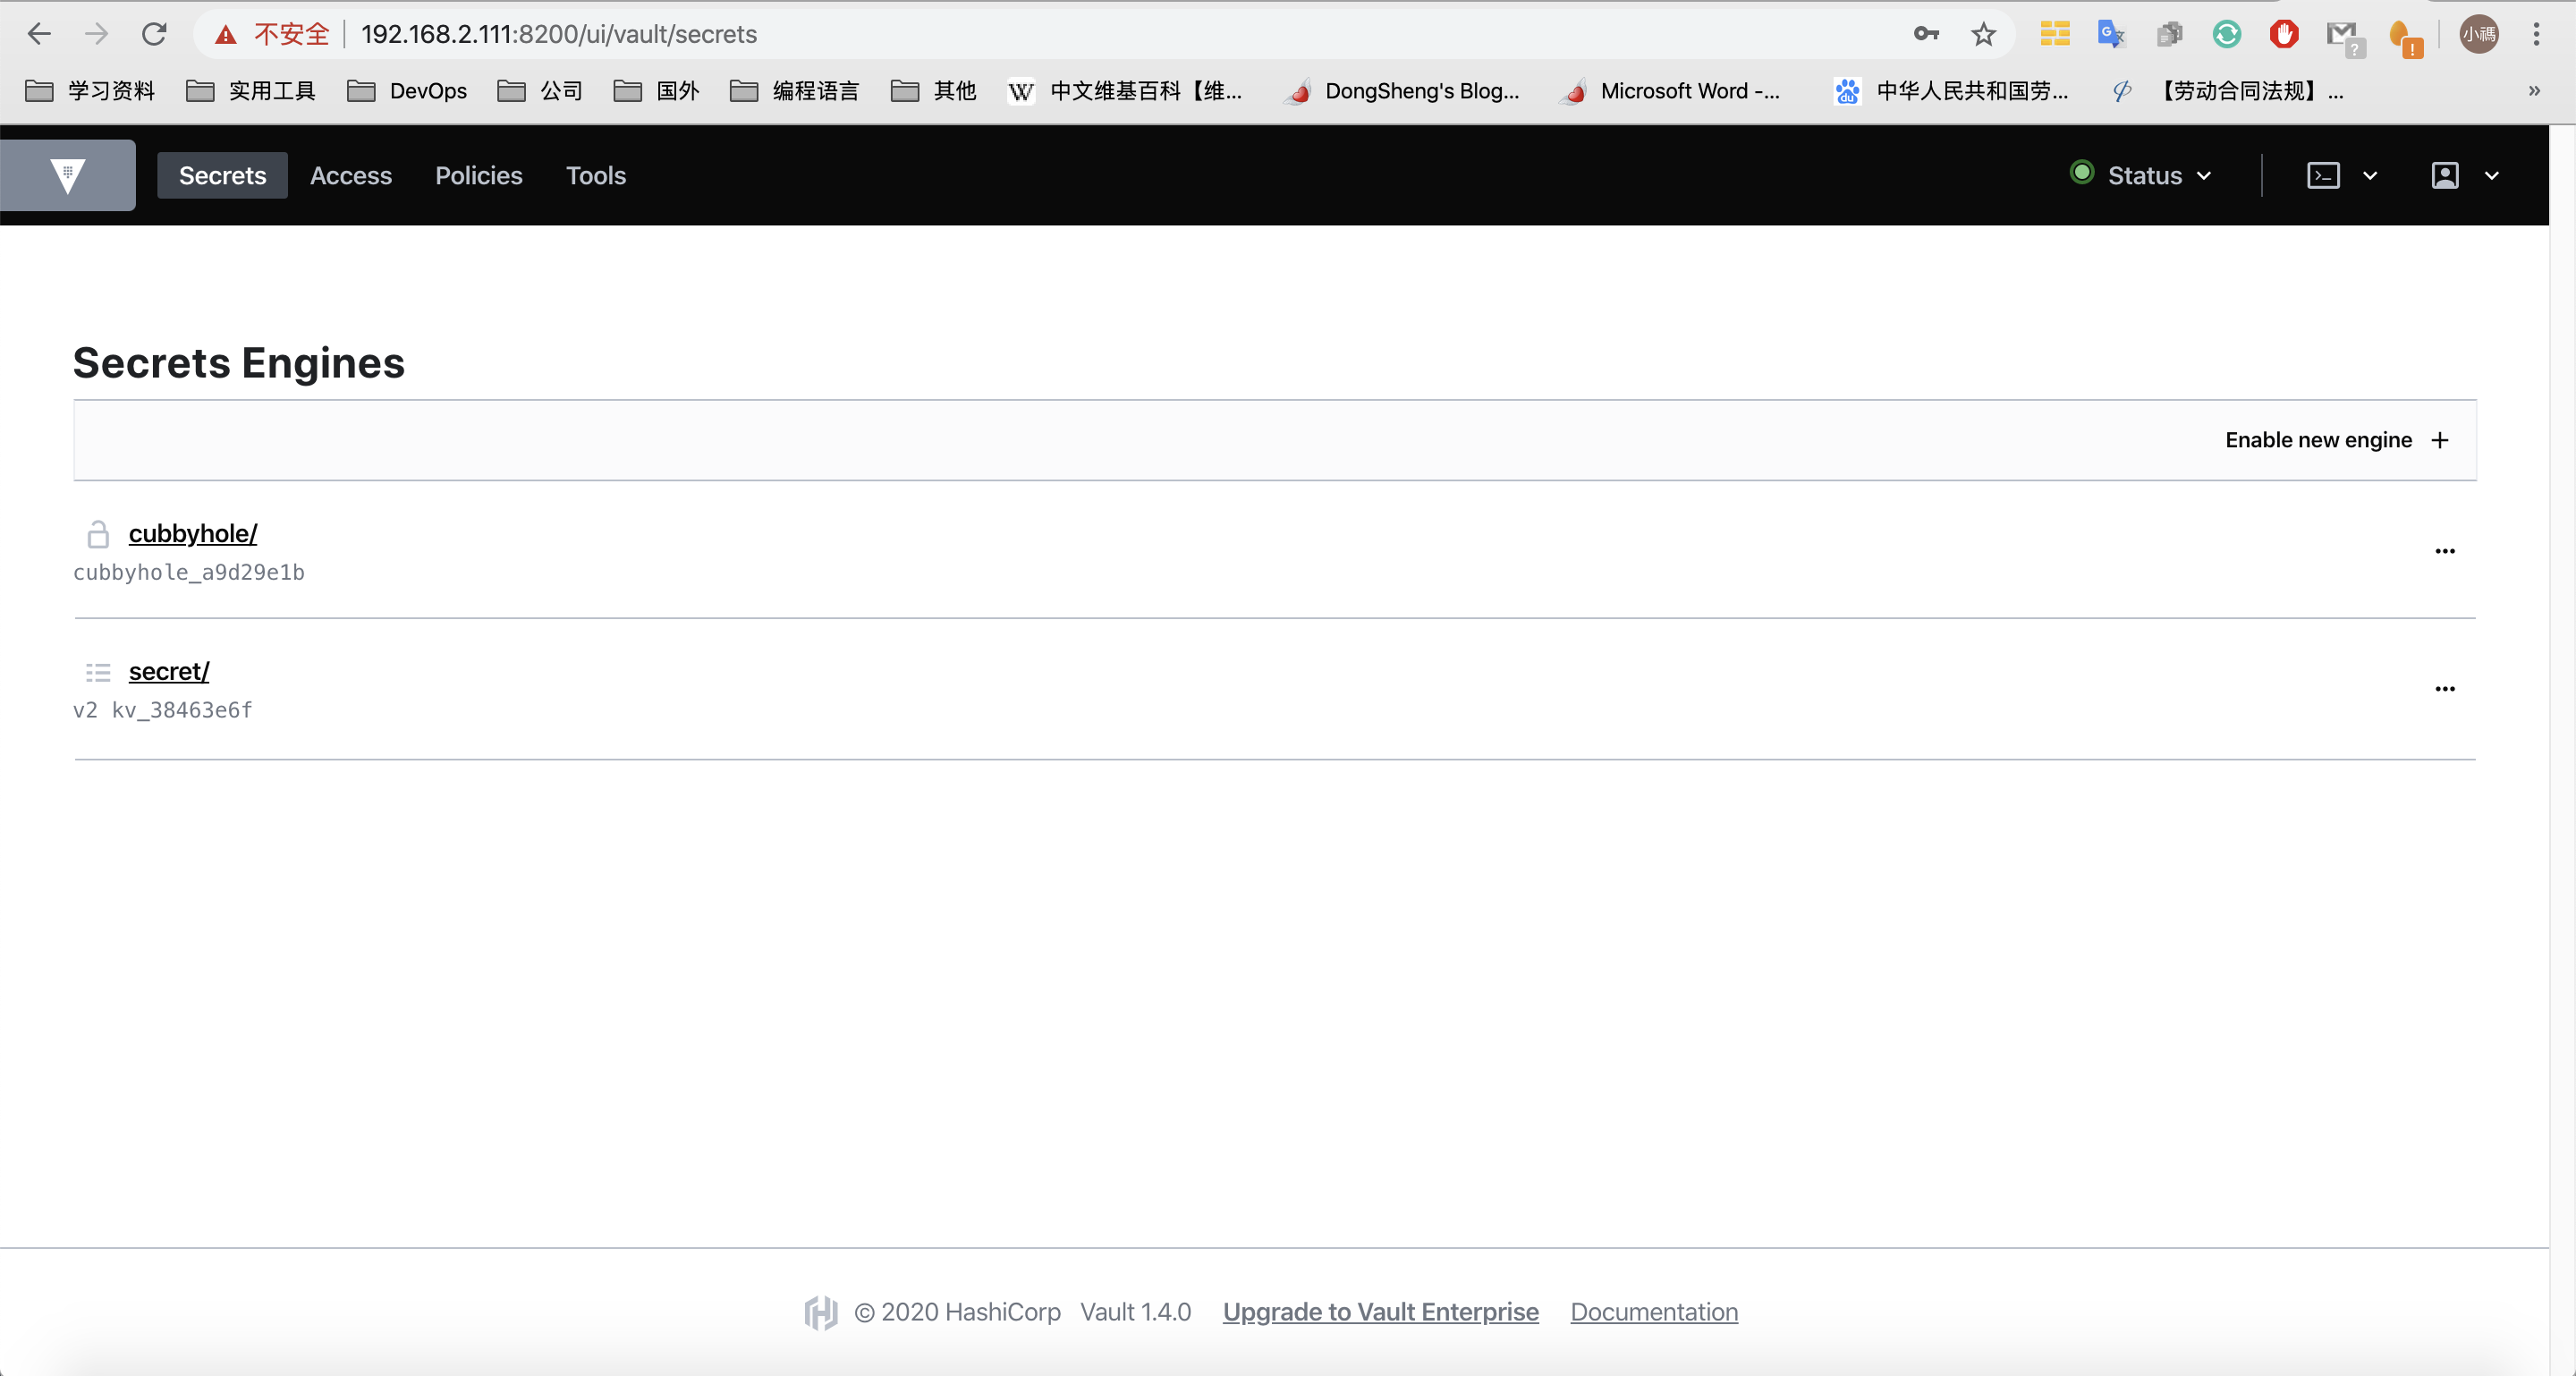 不安全 192.168.2.111:8200/ui/vault/secrets 小禑
学习资料 实用工具 DevOps 公司 国外 编程语言 其他 W 中文维基百科【维... DongSheng's Blog... Microsoft Word -... du 中华人民共和国劳... 【劳动合同法规】 ... »
Secrets Access Policies Tools Status
Secrets Engines
Enable new engine +
cubbyhole/
cubbyhole_a9d29e1b
secret/
v2 kv_38463e6f
© 2020 HashiCorp Vault 1.4.0 Upgrade to Vault Enterprise Documentation